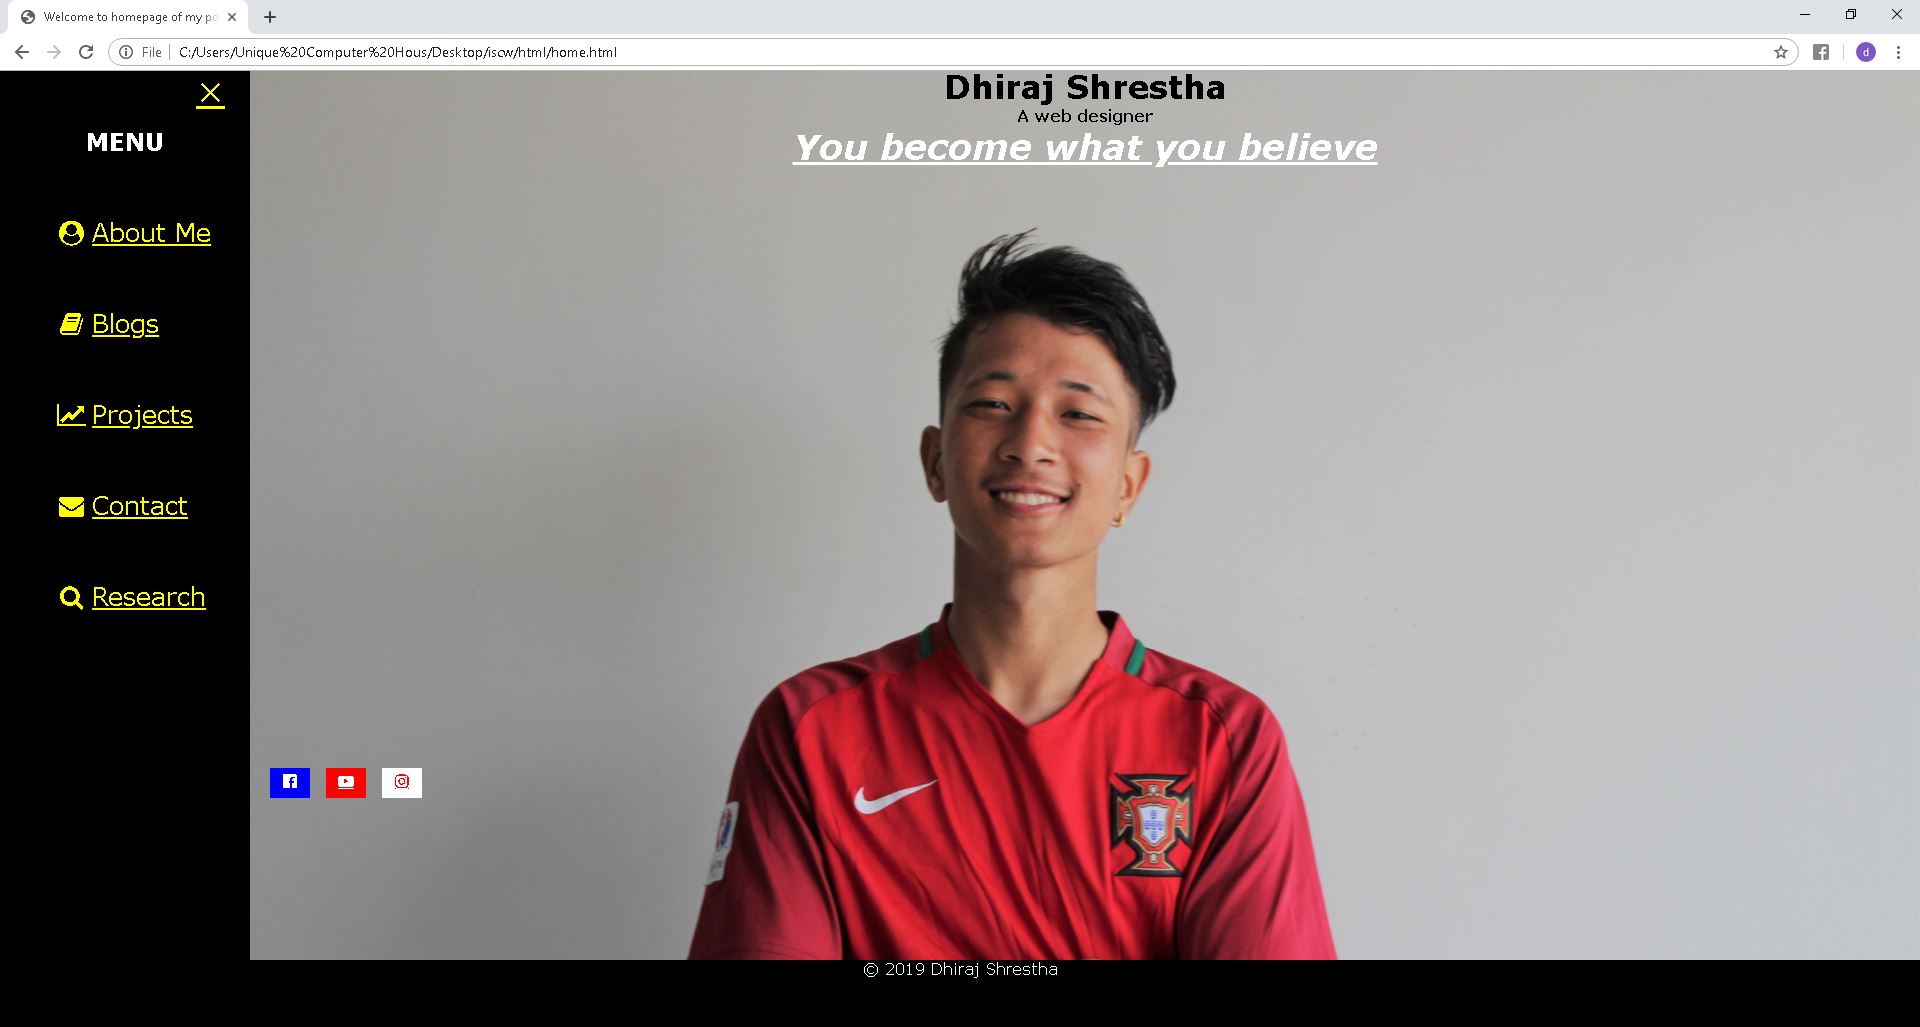 Welcome to homepage of my po
File
C:/Users/Unique%20Computer%20Hous/Desktop/iscw/html/home.html
d
MENU
About Me
Blogs
Projects
Contact
Research
Dhiraj Shrestha
A web designer
You become what you believe
© 2019 Dhiraj Shrestha